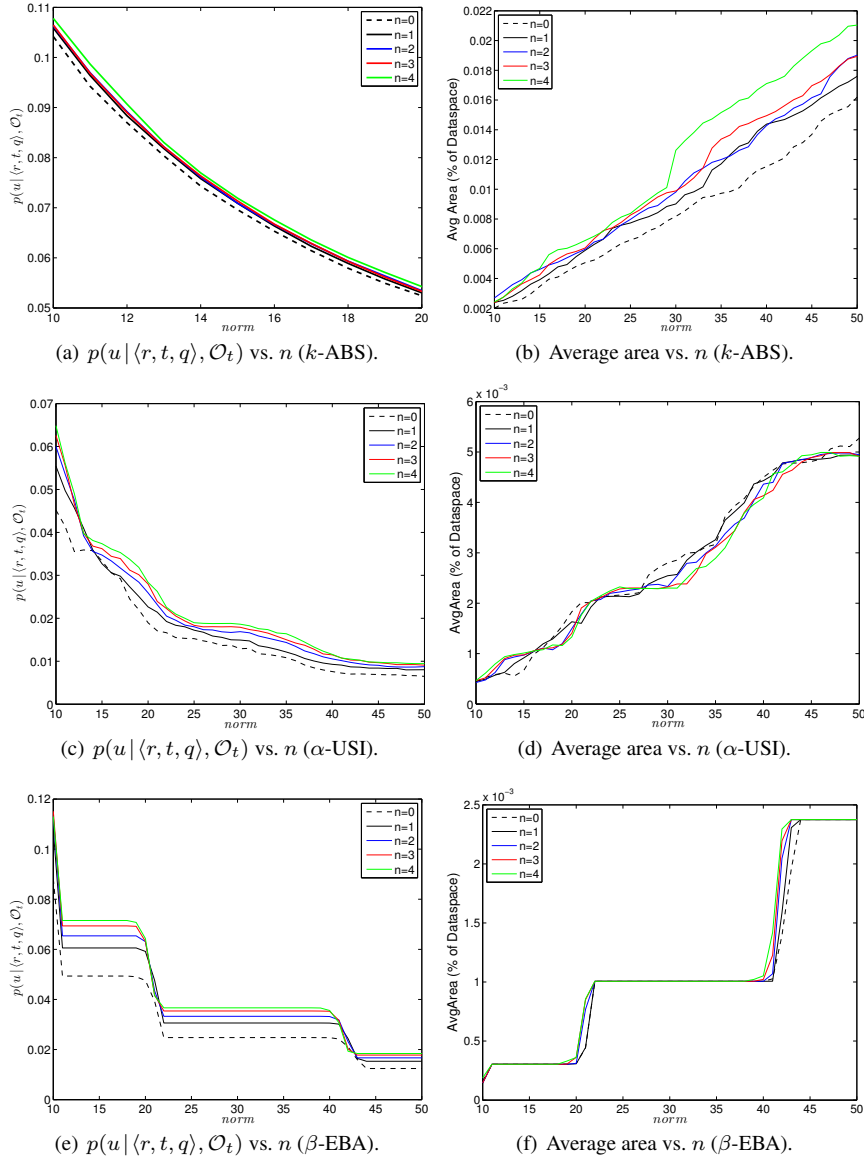 0.11
0.1
0.09
0.08
0.07
0.06
0.05
10 12 14 16 18 20
norm
p(u | ⟨r, t, q⟩, 𝒪ₜ)
n=0
n=1
n=2
n=3
n=4
(a) p(u | ⟨r, t, q⟩, 𝒪ₜ) vs. n (k-ABS).
0.022
0.02
0.018
0.016
0.014
0.012
0.01
0.008
0.006
0.004
0.002
10 15 20 25 30 35 40 45 50
norm
Avg Area (% of Dataspace)
n=0
n=1
n=2
n=3
n=4
(b) Average area vs. n (k-ABS).
0.07
0.06
0.05
0.04
0.03
0.02
0.01
0
10 15 20 25 30 35 40 45 50
norm
p(u | ⟨r, t, q⟩, 𝒪ₜ)
n=0
n=1
n=2
n=3
n=4
(c) p(u | ⟨r, t, q⟩, 𝒪ₜ) vs. n (α-USI).
6 x 10⁻³
5
4
3
2
1
0
10 15 20 25 30 35 40 45 50
norm
AvgArea (% of Dataspace)
n=0
n=1
n=2
n=3
n=4
(d) Average area vs. n (α-USI).
0.12
0.1
0.08
0.06
0.04
0.02
0
10 15 20 25 30 35 40 45 50
norm
p(u | ⟨r, t, q⟩, 𝒪ₜ)
n=0
n=1
n=2
n=3
n=4
(e) p(u | ⟨r, t, q⟩, 𝒪ₜ) vs. n (β-EBA).
2.5 x 10⁻³
2
1.5
1
0.5
0
10 15 20 25 30 35 40 45 50
norm
AvgArea (% of Dataspace)
n=0
n=1
n=2
n=3
n=4
(f) Average area vs. n (β-EBA).